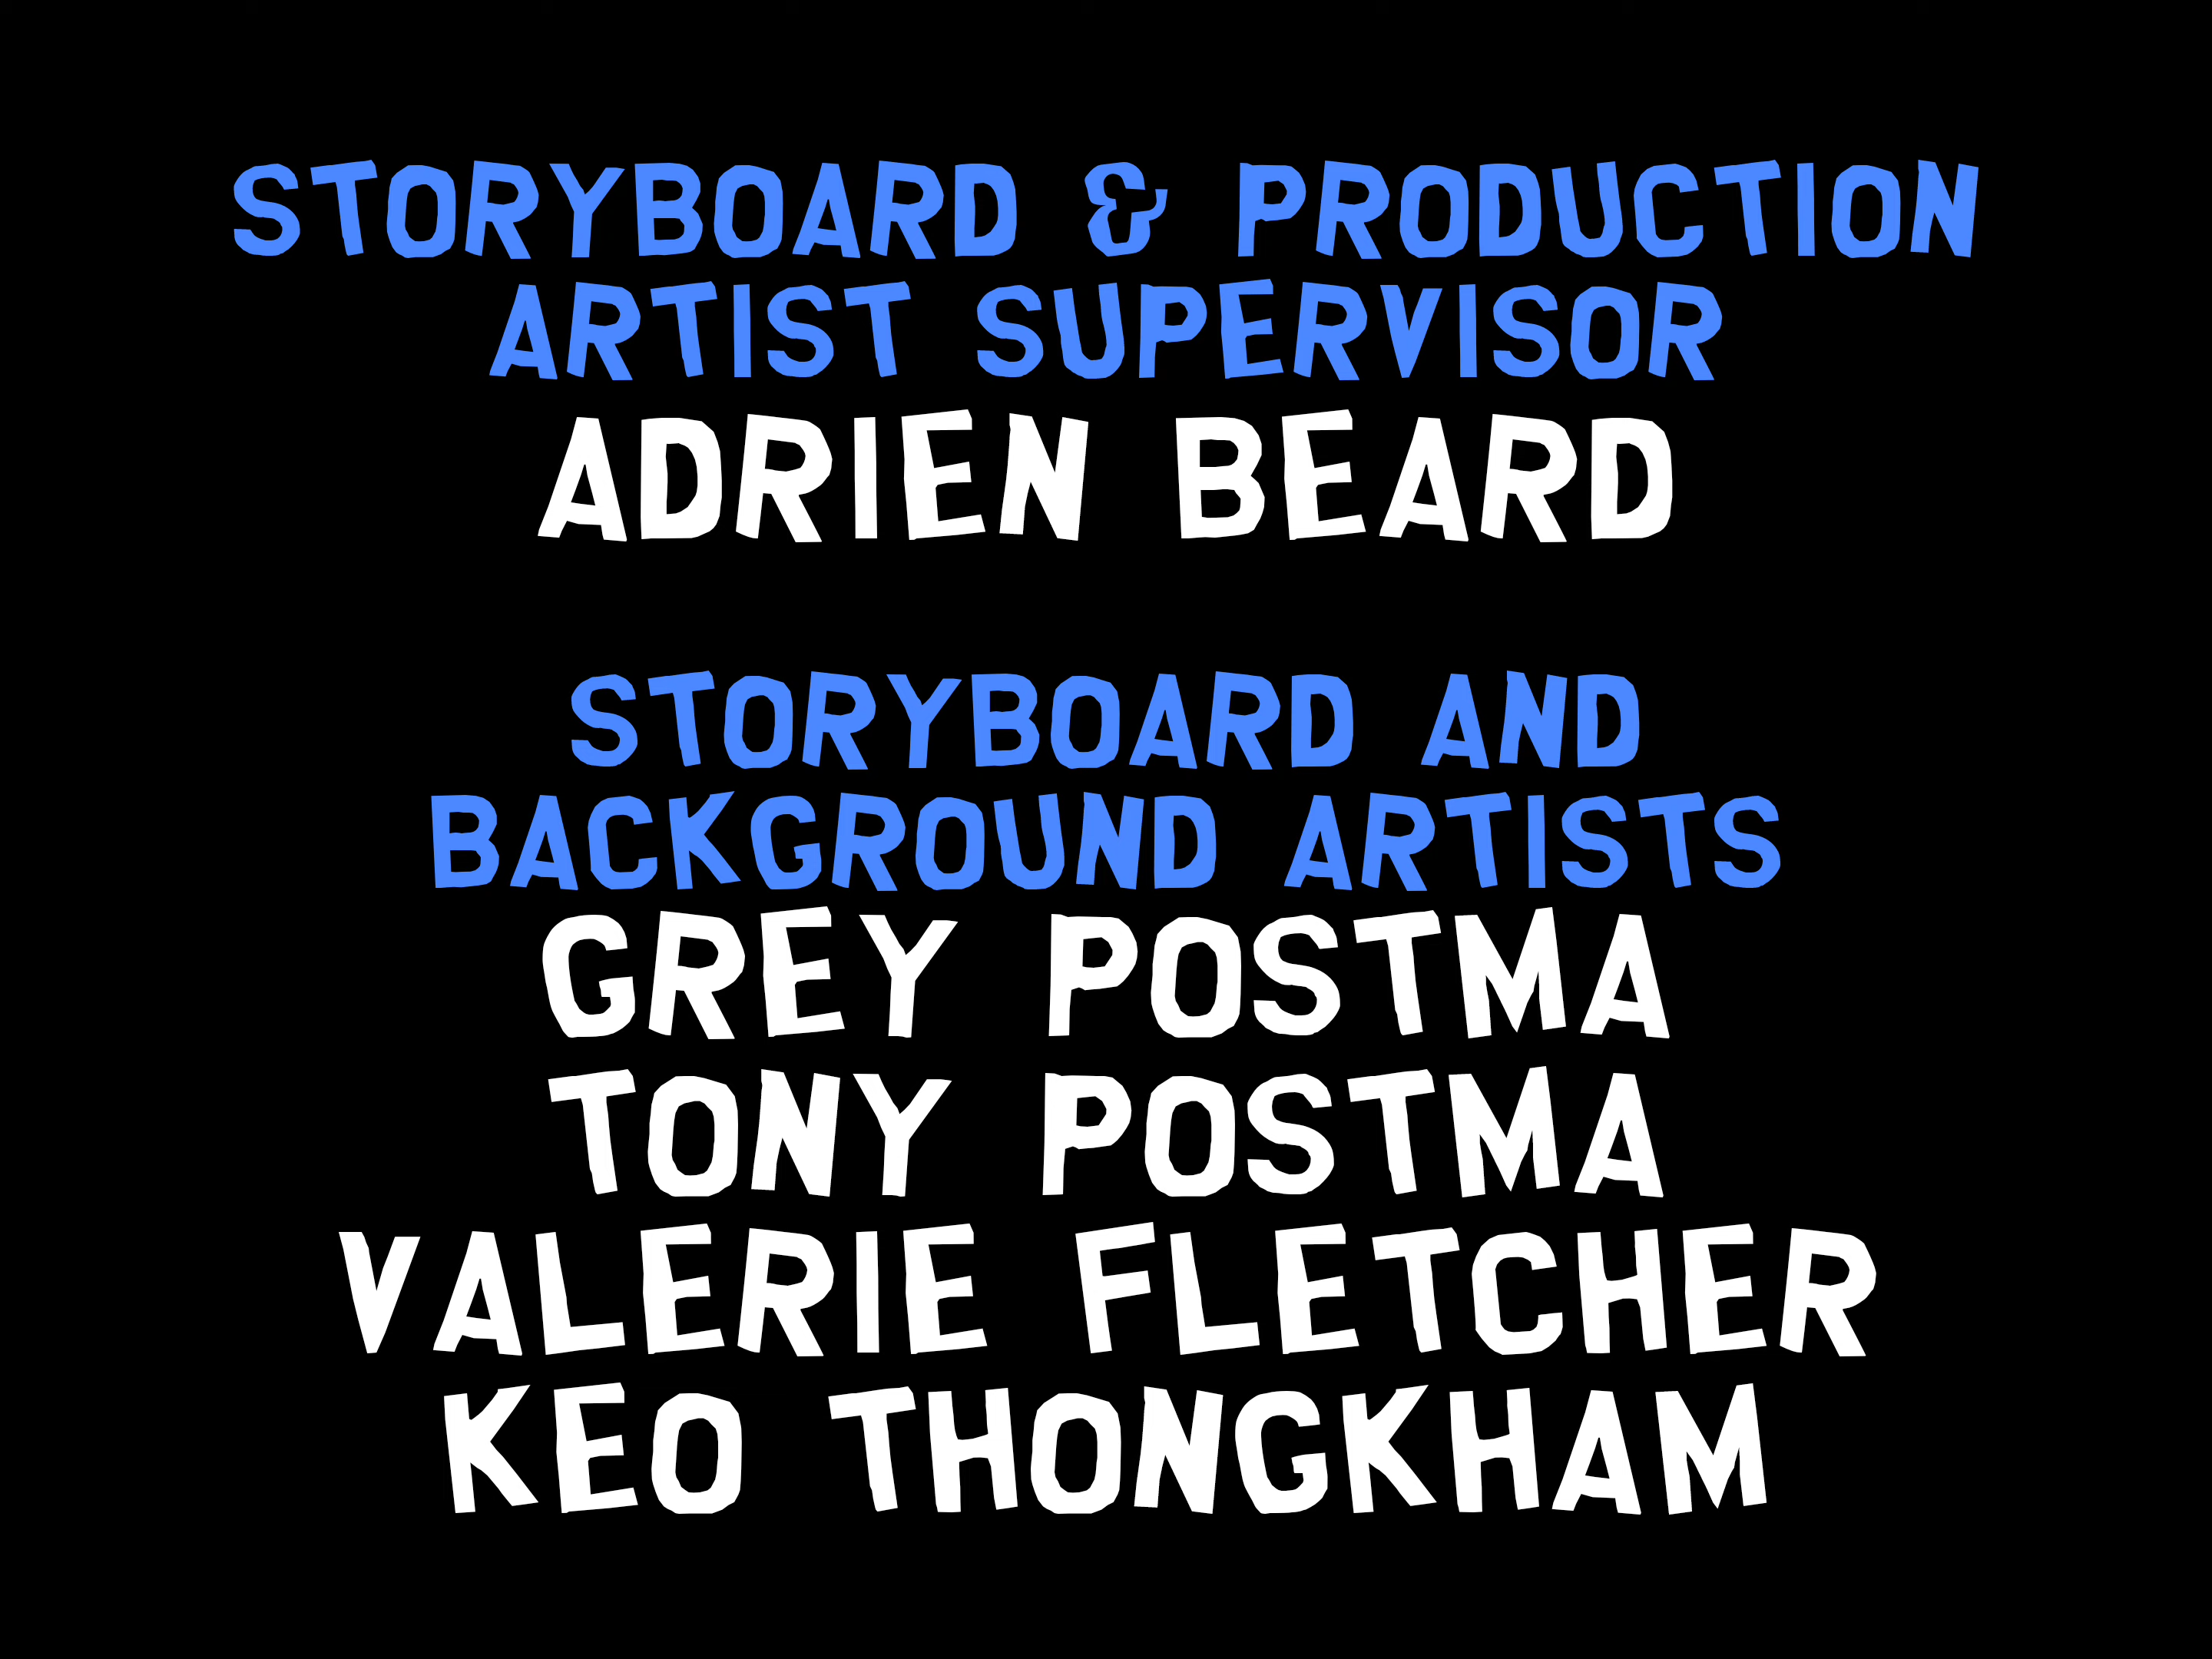 STORYBOARD & PRODUCTION
ARTIST SUPERVISOR
ADRIEN BEARD
STORYBOARD AND
BACKGROUND ARTISTS
GREY POSTMA
TONY POSTMA
VALERIE FLETCHER
KEO THONGKHAM